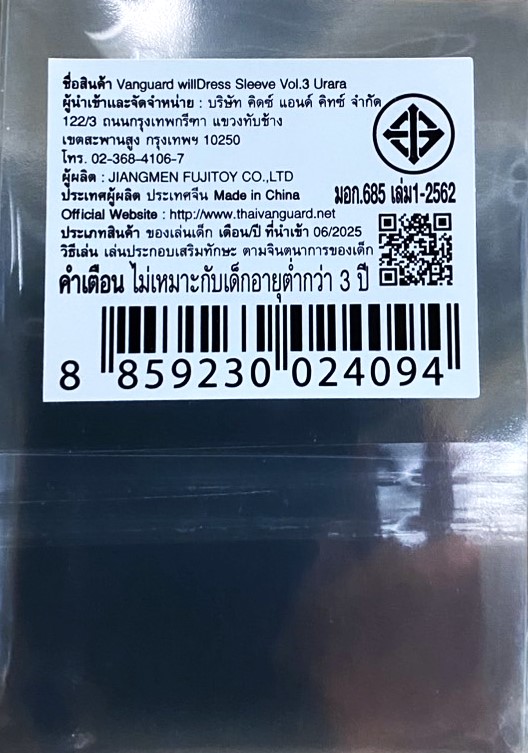 ชื่อสินค้า Vanguard willDress Sleeve Vol.3 Urara
ผู้นำเข้าและจัดจำหน่าย : บริษัท คิดซ์ แอนด์ คิทซ์ จำกัด
122/3 ถนนกรุงเทพกรีฑา แขวงทับช้าง
เขตสะพานสูง กรุงเทพฯ 10250
โทร. 02-368-4106-7
ผู้ผลิต : JIANGMEN FUJITOY CO.,LTD
ประเทศผู้ผลิต ประเทศจีน Made in China
มอก.685 เล่ม1-2562
Official Website : http://www.thaivanguard.net
ประเภทสินค้า ของเล่นเด็ก เดือน/ปี ที่นำเข้า 06/2025
วิธีเล่น เล่นประกอบเสริมทักษะ ตามจินตนาการของเด็ก
คำเตือน ไม่เหมาะกับเด็กอายุต่ำกว่า 3 ปี
8 859230 024094